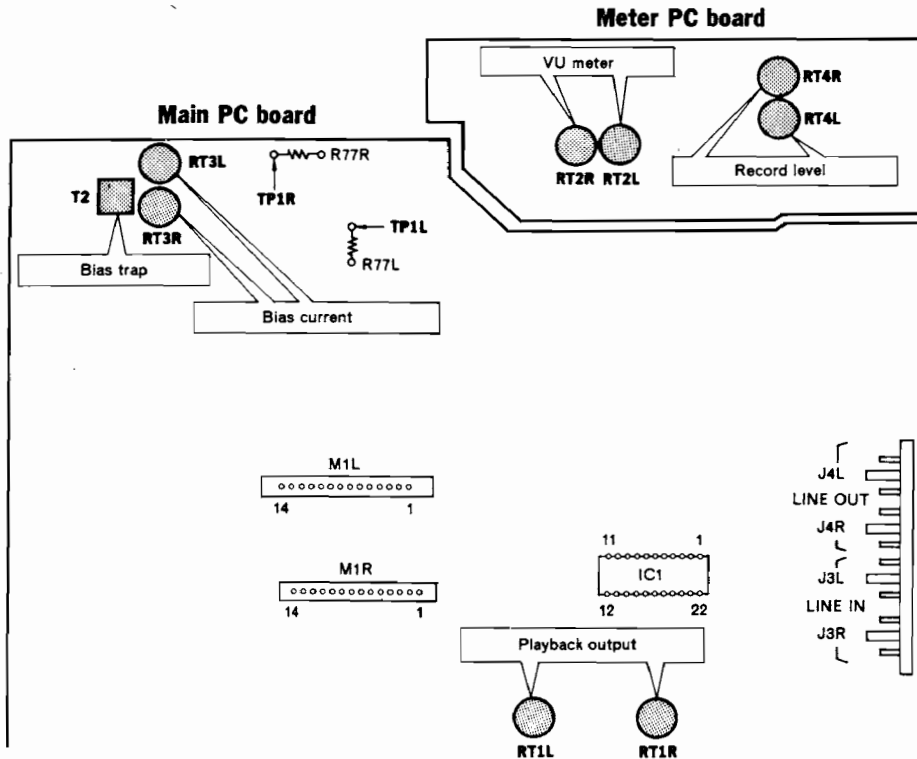 Meter PC board
VU meter
RT4R
RT4L
RT2R RT2L
Record level
Main PC board
RT3L
R77R
T2
TP1R
RT3R
TP1L
R77L
Bias trap
Bias current
M1L
14 1
M1R
14 1
11 1
IC1
12 22
J4L
LINE OUT
J4R
J3L
LINE IN
J3R
Playback output
RT1L RT1R